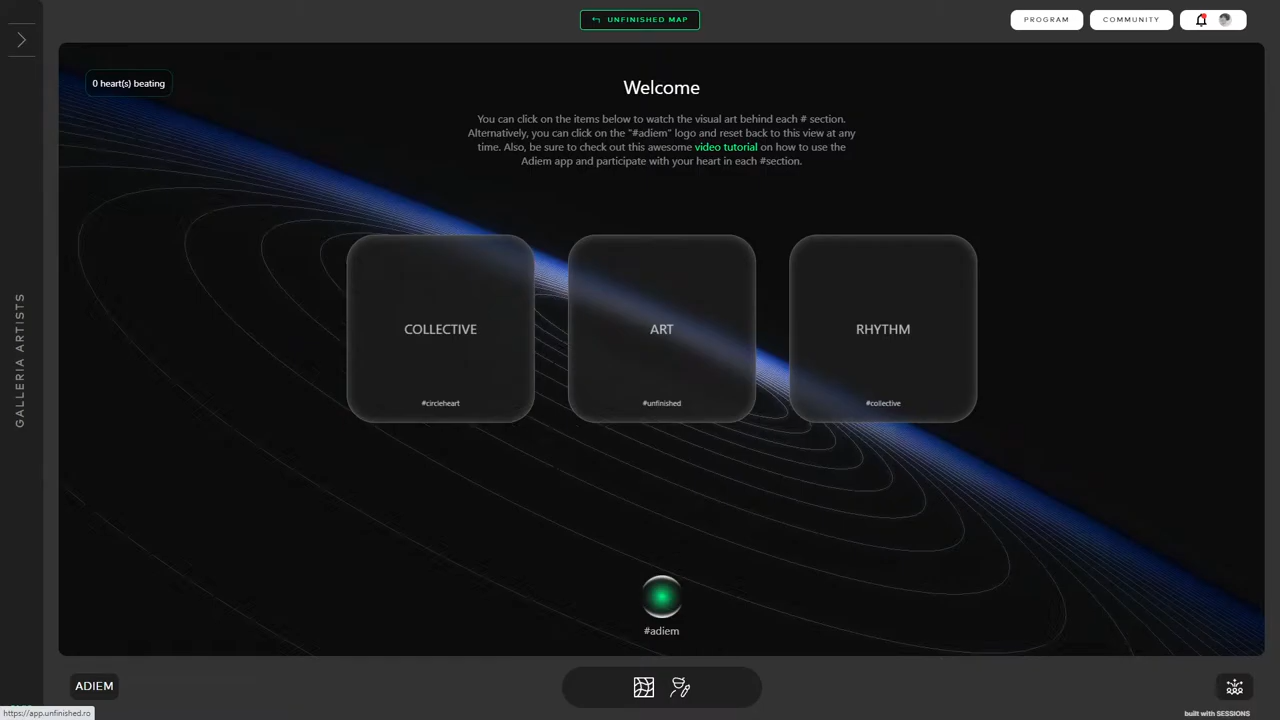 UNFINISHED MAP
PROGRAM
COMMUNITY
0 heart(s) beating
Welcome
You can click on the items below to watch the visual art behind each # section.
Alternatively, you can click on the "#adiem" logo and reset back to this view at any
time. Also, be sure to check out this awesome video tutorial on how to use the
Adiem app and participate with your heart in each #section.
GALLERIA ARTISTS
COLLECTIVE
#circleheart
ART
#unfinished
RHYTHM
#collective
#adiem
ADIEM
https://app.unfinished.ro
built with SESSIONS